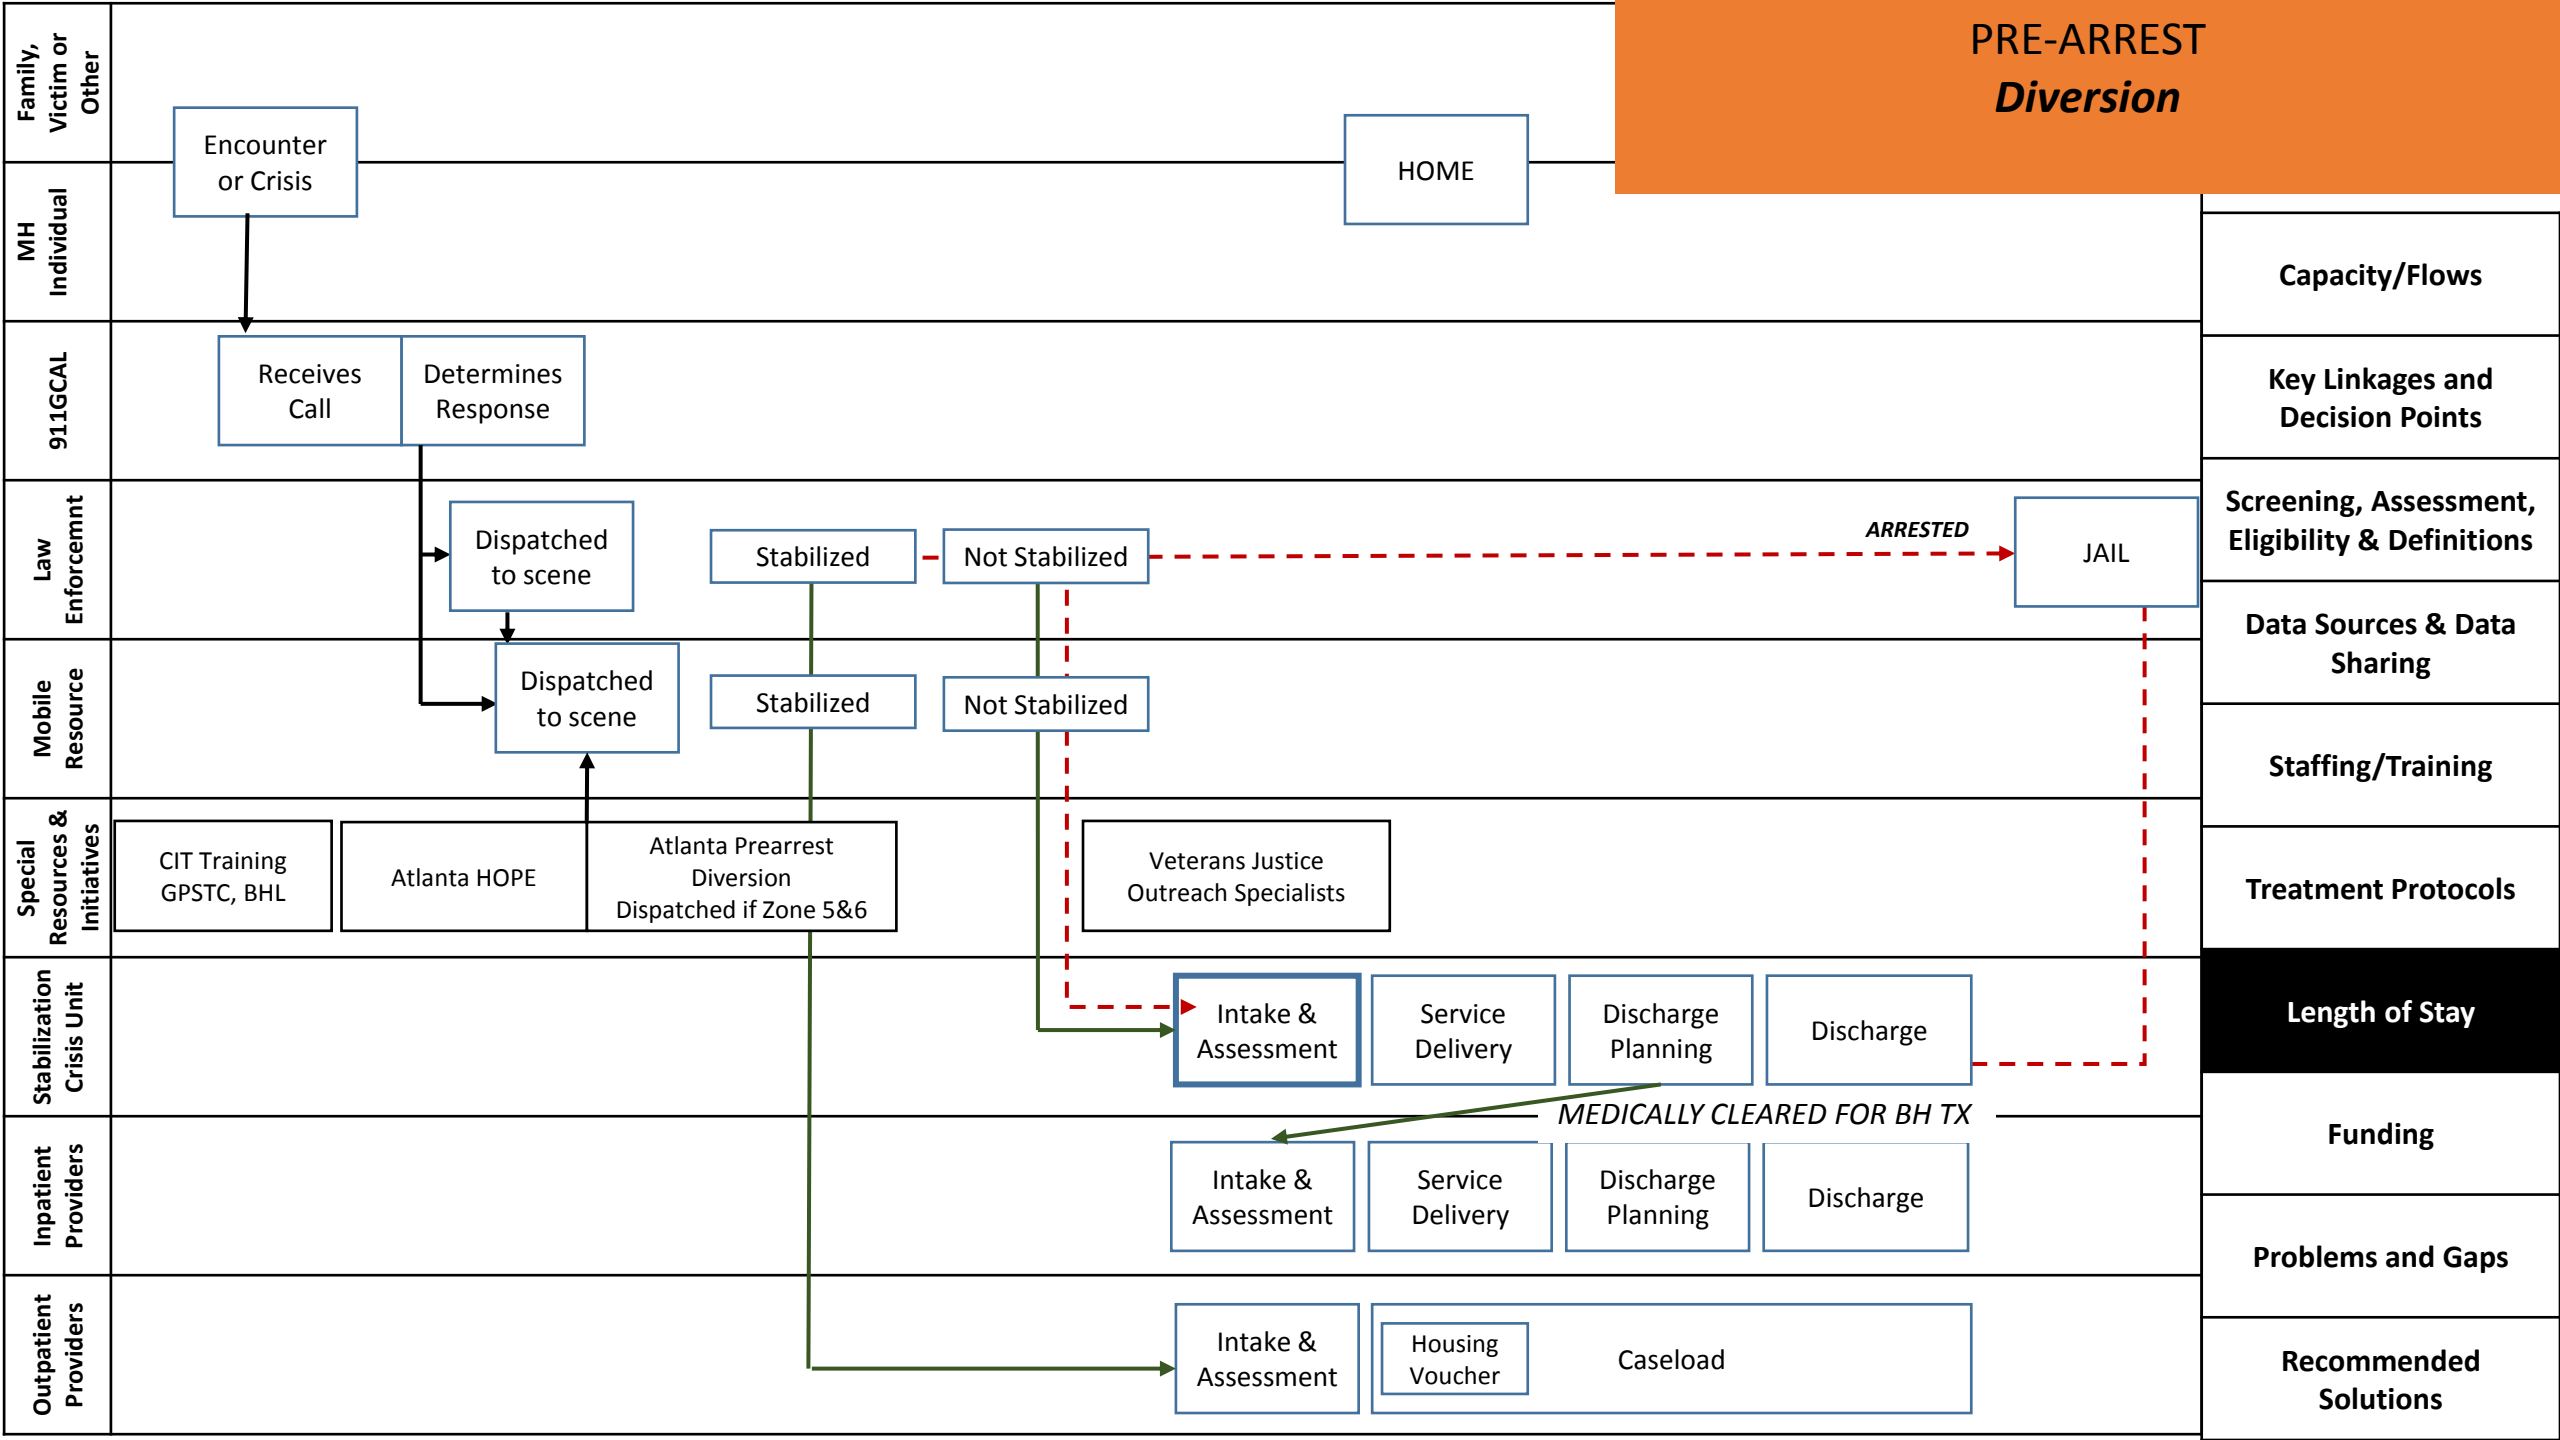 PRE-ARREST
Diversion
Family,
Victim or
Other
Encounter
or Crisis
HOME
MH
Individual
911GCAL
Receives
Call
Determines
Response
Law
Enforcemnt
Dispatched
to scene
Stabilized
Not Stabilized
ARRESTED
JAIL
Mobile
Resource
Dispatched
to scene
Stabilized
Not Stabilized
Special
Resources &
Initiatives
CIT Training
GPSTC, BHL
Atlanta HOPE
Atlanta Prearrest
Diversion
Dispatched if Zone 5&6
Veterans Justice
Outreach Specialists
Stabilization
Crisis Unit
Intake &
Assessment
Service
Delivery
Discharge
Planning
Discharge
MEDICALLY CLEARED FOR BH TX
Inpatient
Providers
Intake &
Assessment
Service
Delivery
Discharge
Planning
Discharge
Outpatient
Providers
Intake &
Assessment
Housing
Voucher
Caseload
Capacity/Flows
Key Linkages and
Decision Points
Screening, Assessment,
Eligibility & Definitions
Data Sources & Data
Sharing
Staffing/Training
Treatment Protocols
Length of Stay
Funding
Problems and Gaps
Recommended
Solutions